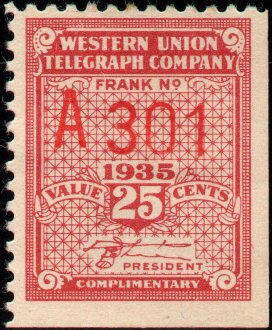 WESTERN UNION
TELEGRAPH COMPANY
FRANK NO
A 301
1935
VALUE 25 CENTS
PRESIDENT
COMPLIMENTARY